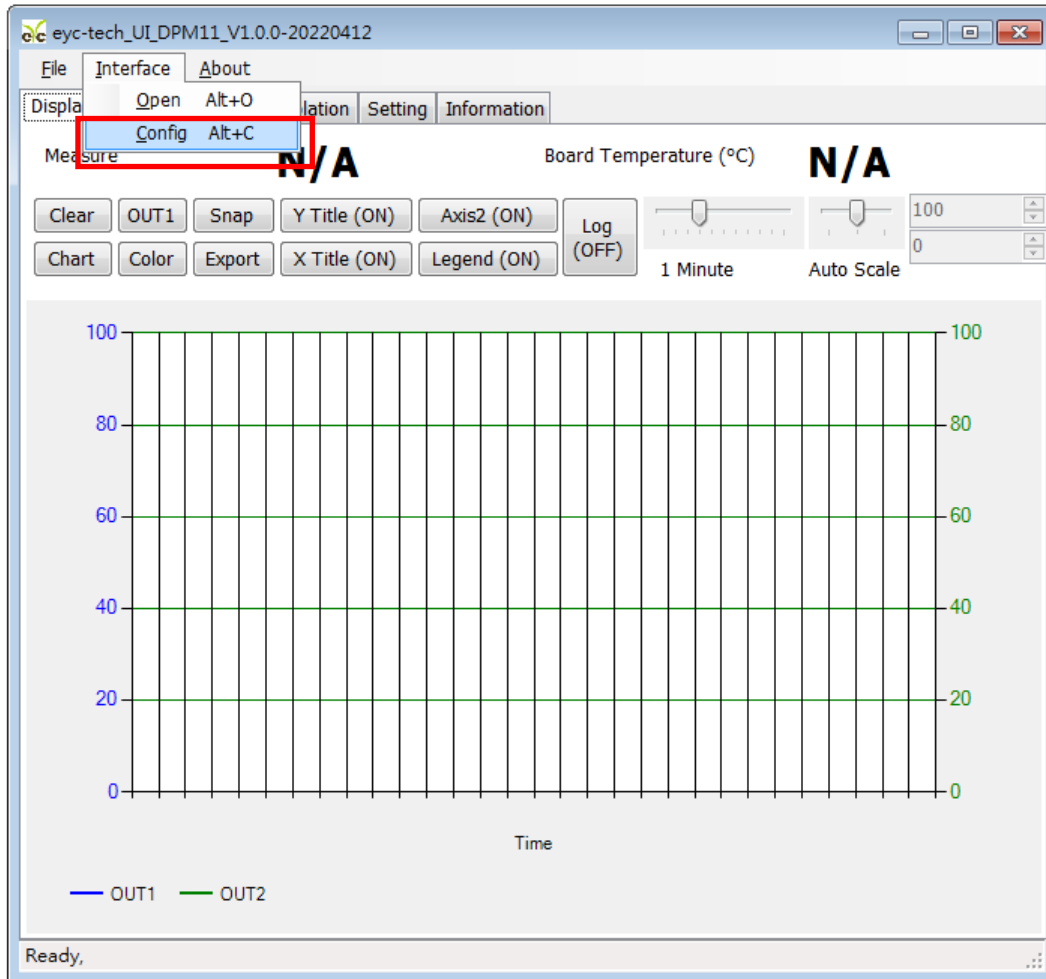 eyc-tech_UI_DPM11_V1.0.0-20220412
File Interface About
Open Alt+O
Config Alt+C
Setting Information
Measure N/A Board Temperature (°C) N/A
Clear OUT1 Snap Y Title (ON) Axis2 (ON) Log (OFF) 100
Chart Color Export X Title (ON) Legend (ON) 1 Minute Auto Scale 0
100 100
80 80
60 60
40 40
20 20
0 0
Time
OUT1 OUT2
Ready,